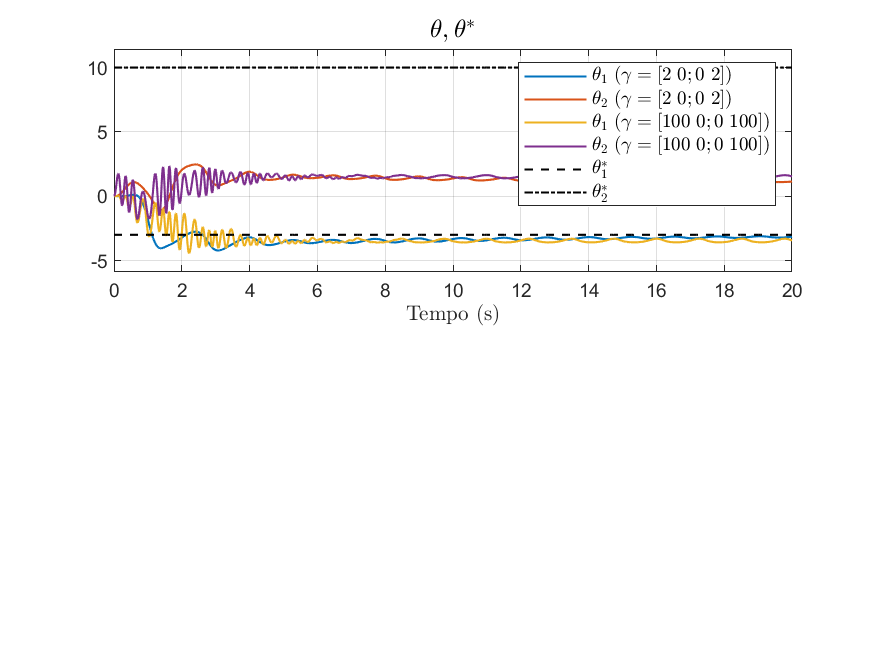 θ, θ*
10
5
0
-5
θ₁ (γ = [2 0; 0 2])
θ₂ (γ = [2 0; 0 2])
θ₁ (γ = [100 0; 0 100])
θ₂ (γ = [100 0; 0 100])
θ₁*
θ₂*
0 2 4 6 8 10 12 14 16 18 20
Tempo (s)